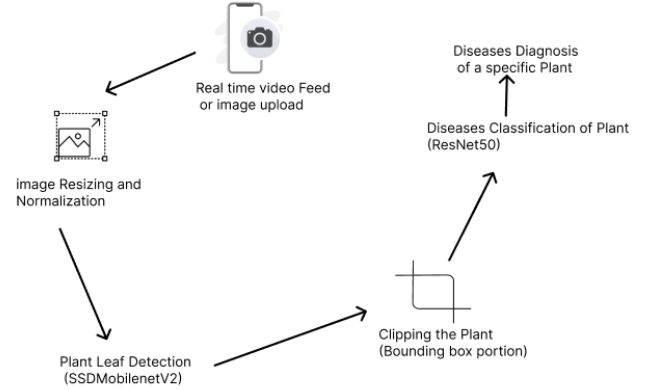 Real time video Feed
or image upload
image Resizing and
Normalization
Plant Leaf Detection
(SSDMobilenetV2)
Clipping the Plant
(Bounding box portion)
Diseases Classification of Plant
(ResNet50)
Diseases Diagnosis
of a specific Plant